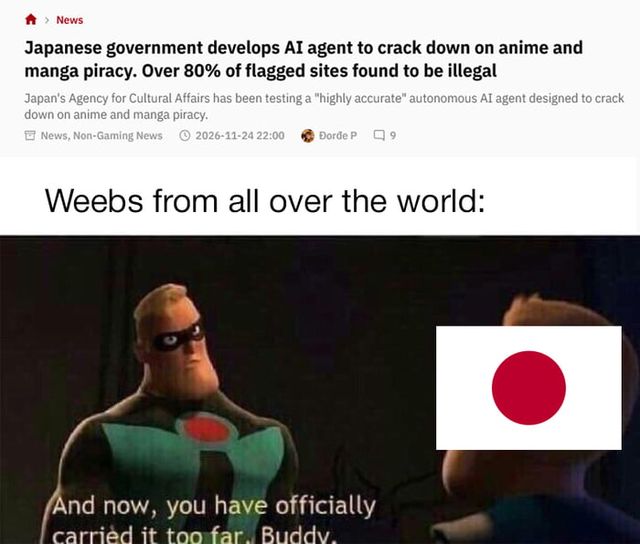 > News
Japanese government develops AI agent to crack down on anime and
manga piracy. Over 80% of flagged sites found to be illegal
Japan's Agency for Cultural Affairs has been testing a "highly accurate" autonomous AI agent designed to crack
down on anime and manga piracy.
News, Non-Gaming News 2026-11-24 22:00 Đorđe P 9
Weebs from all over the world:
And now, you have officially
carried it too far, Buddy.